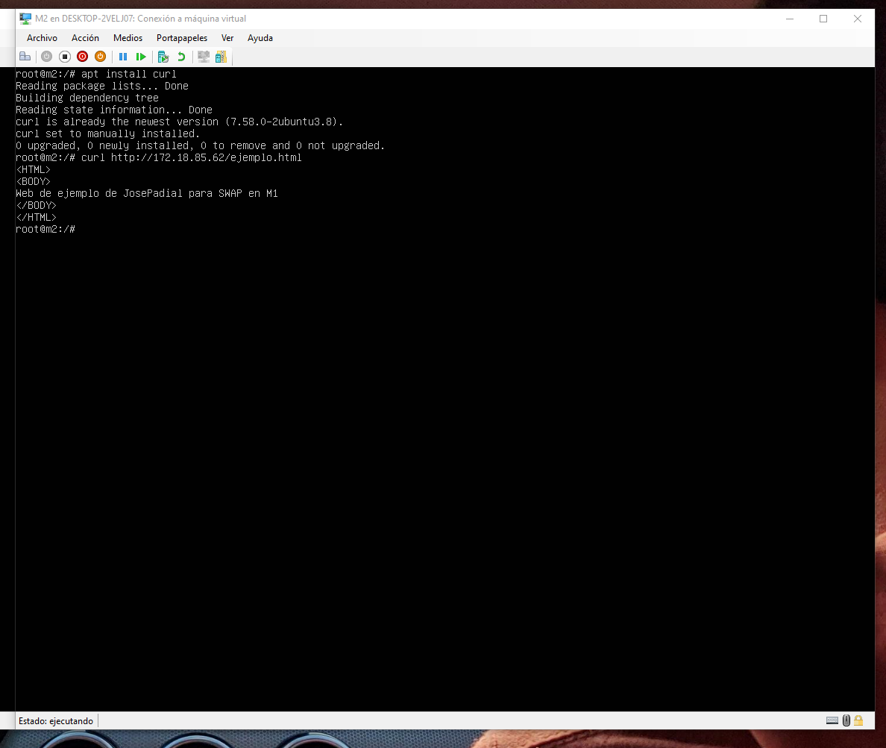 M2 en DESKTOP-2VELJ07: Conexión a máquina virtual
Archivo Acción Medios Portapapeles Ver Ayuda
root@m2:/# apt install curl
Reading package lists... Done
Building dependency tree
Reading state information... Done
curl is already the newest version (7.58.0-2ubuntu3.8).
curl set to manually installed.
0 upgraded, 0 newly installed, 0 to remove and 0 not upgraded.
root@m2:/# curl http://172.18.85.62/ejemplo.html
<HTML>
<BODY>
Web de ejemplo de JosePadial para SWAP en M1
</BODY>
</HTML>
root@m2:/#
Estado: ejecutando